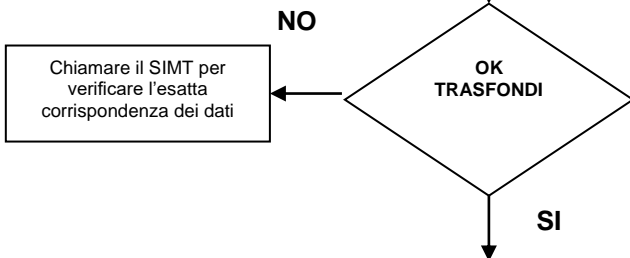 NO
Chiamare il SIMT per
verificare l'esatta
corrispondenza dei dati
OK
TRASFONDI
SI